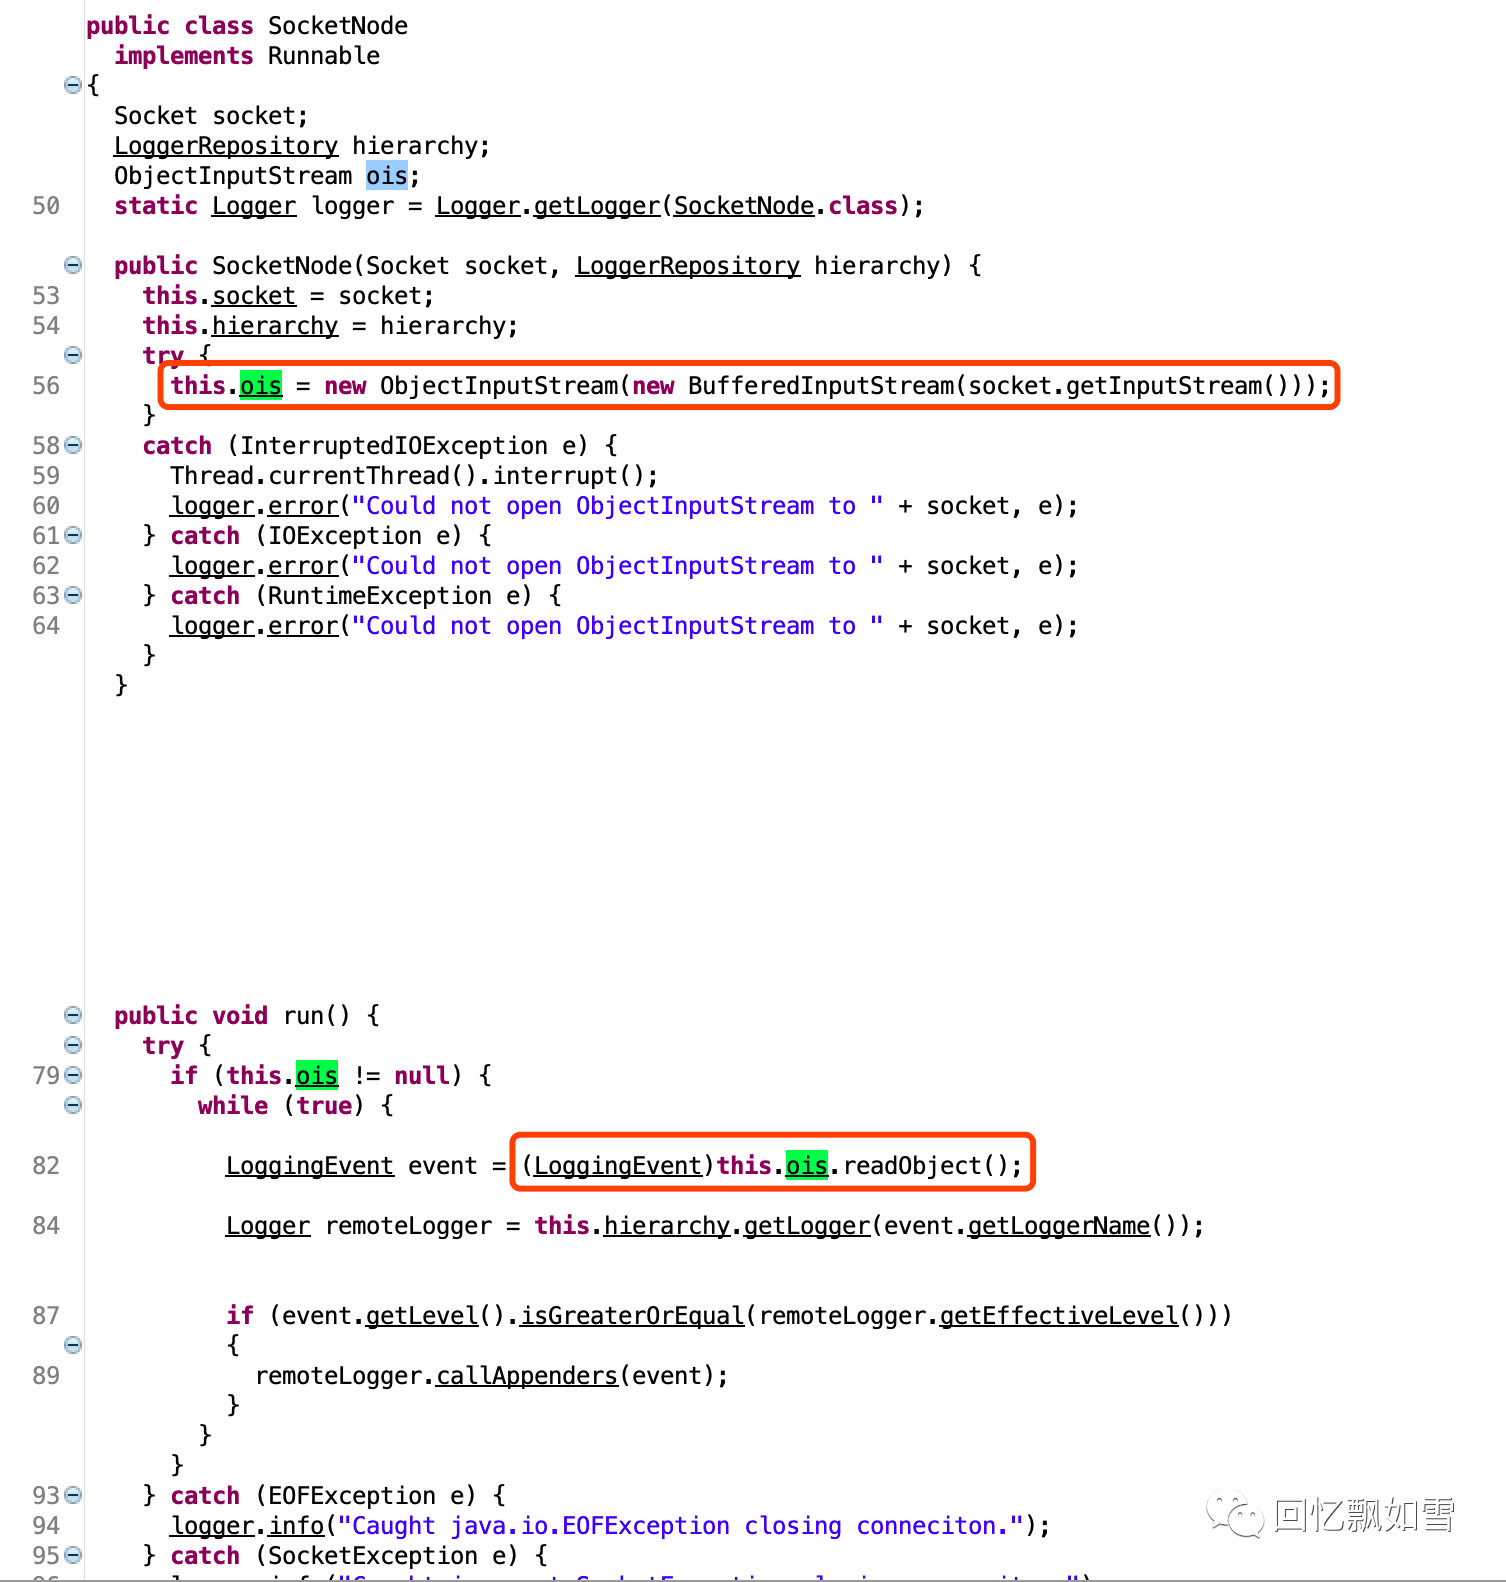 public class SocketNode
implements Runnable
{
Socket socket;
LoggerRepository hierarchy;
ObjectInputStream ois;
50 static Logger logger = Logger.getLogger(SocketNode.class);
public SocketNode(Socket socket, LoggerRepository hierarchy) {
53 this.socket = socket;
54 this.hierarchy = hierarchy;
try {
56 this.ois = new ObjectInputStream(new BufferedInputStream(socket.getInputStream()));
}
58 catch (InterruptedIOException e) {
59 Thread.currentThread().interrupt();
60 logger.error("Could not open ObjectInputStream to " + socket, e);
61 } catch (IOException e) {
62 logger.error("Could not open ObjectInputStream to " + socket, e);
63 } catch (RuntimeException e) {
64 logger.error("Could not open ObjectInputStream to " + socket, e);
}
}
public void run() {
try {
79 if (this.ois != null) {
while (true) {
82 LoggingEvent event = (LoggingEvent)this.ois.readObject();
84 Logger remoteLogger = this.hierarchy.getLogger(event.getLoggerName());
87 if (event.getLevel().isGreaterOrEqual(remoteLogger.getEffectiveLevel()))
{
89 remoteLogger.callAppenders(event);
}
}
}
93 } catch (EOFException e) {
94 logger.info("Caught java.io.EOFException closing conneciton.");
95 } catch (SocketException e) {
回忆飘如雪